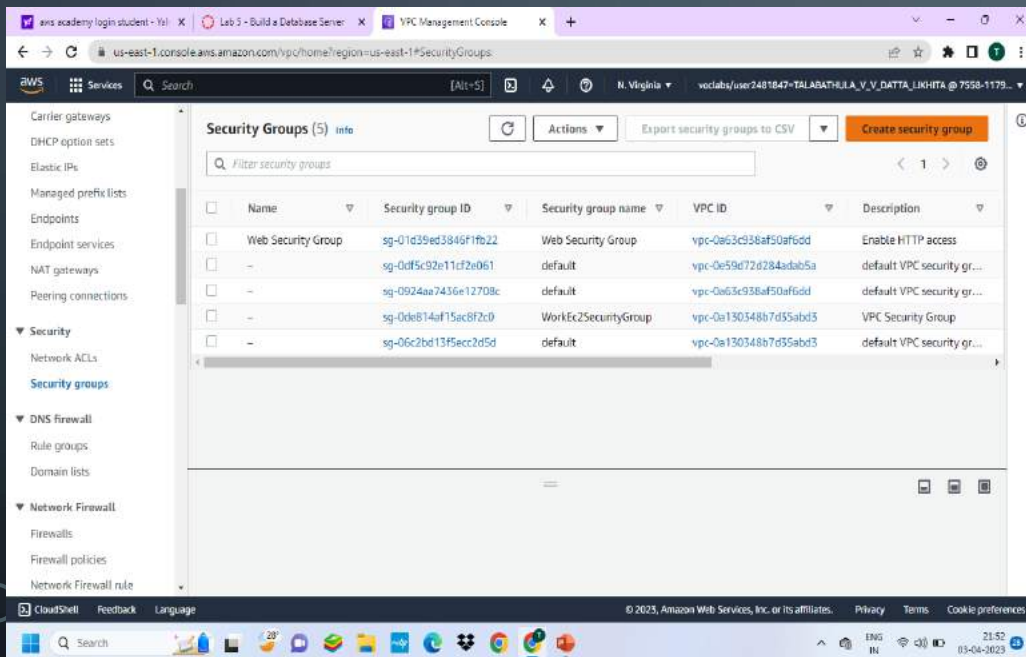 aws academy login student - Yal
Lab 5 - Build a Database Server
VPC Management Console
us-east-1.console.aws.amazon.com/vpc/home?region=us-east-1#SecurityGroups:
T
aws
Services
Search
[Alt+S]
N. Virginia
voclabs/user2481847=TALABATHULA_V_V_DATTA_LIKHITA @ 7558-1179...
Carrier gateways
DHCP option sets
Elastic IPs
Managed prefix lists
Endpoints
Endpoint services
NAT gateways
Peering connections
Security
Network ACLs
Security groups
DNS firewall
Rule groups
Domain lists
Network Firewall
Firewalls
Firewall policies
Network Firewall rule
Security Groups (5) Info
Actions
Export security groups to CSV
Create security group
Filter security groups
1
Name Security group ID Security group name VPC ID Description
Web Security Group sg-01d39ed3846f1fb22 Web Security Group vpc-0a63c938af50af6dd Enable HTTP access
– sg-0df5c92e11cf2e061 default vpc-0e59d72d284adab5a default VPC security gr...
– sg-0924aa7436e12708c default vpc-0a63c938af50af6dd default VPC security gr...
– sg-0de814af15ac8f2c0 WorkEc2SecurityGroup vpc-0a130348b7d35abd3 VPC Security Group
– sg-06c2bd13f5ecc2d5d default vpc-0a130348b7d35abd3 default VPC security gr...
CloudShell Feedback Language
© 2023, Amazon Web Services, Inc. or its affiliates. Privacy Terms Cookie preferences
Search
28°
ENG
IN
21:52
03-04-2023